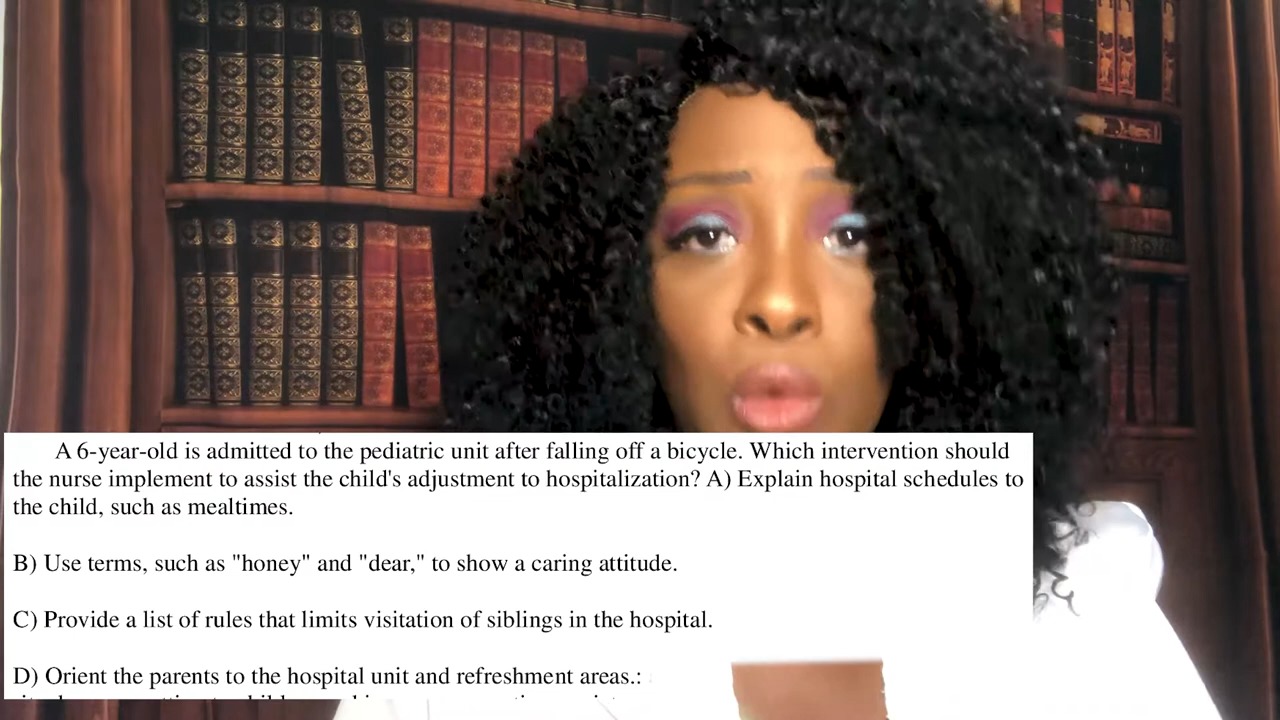 A 6-year-old is admitted to the pediatric unit after falling off a bicycle. Which intervention should
the nurse implement to assist the child's adjustment to hospitalization? A) Explain hospital schedules to
the child, such as mealtimes.
B) Use terms, such as "honey" and "dear," to show a caring attitude.
C) Provide a list of rules that limits visitation of siblings in the hospital.
D) Orient the parents to the hospital unit and refreshment areas.: